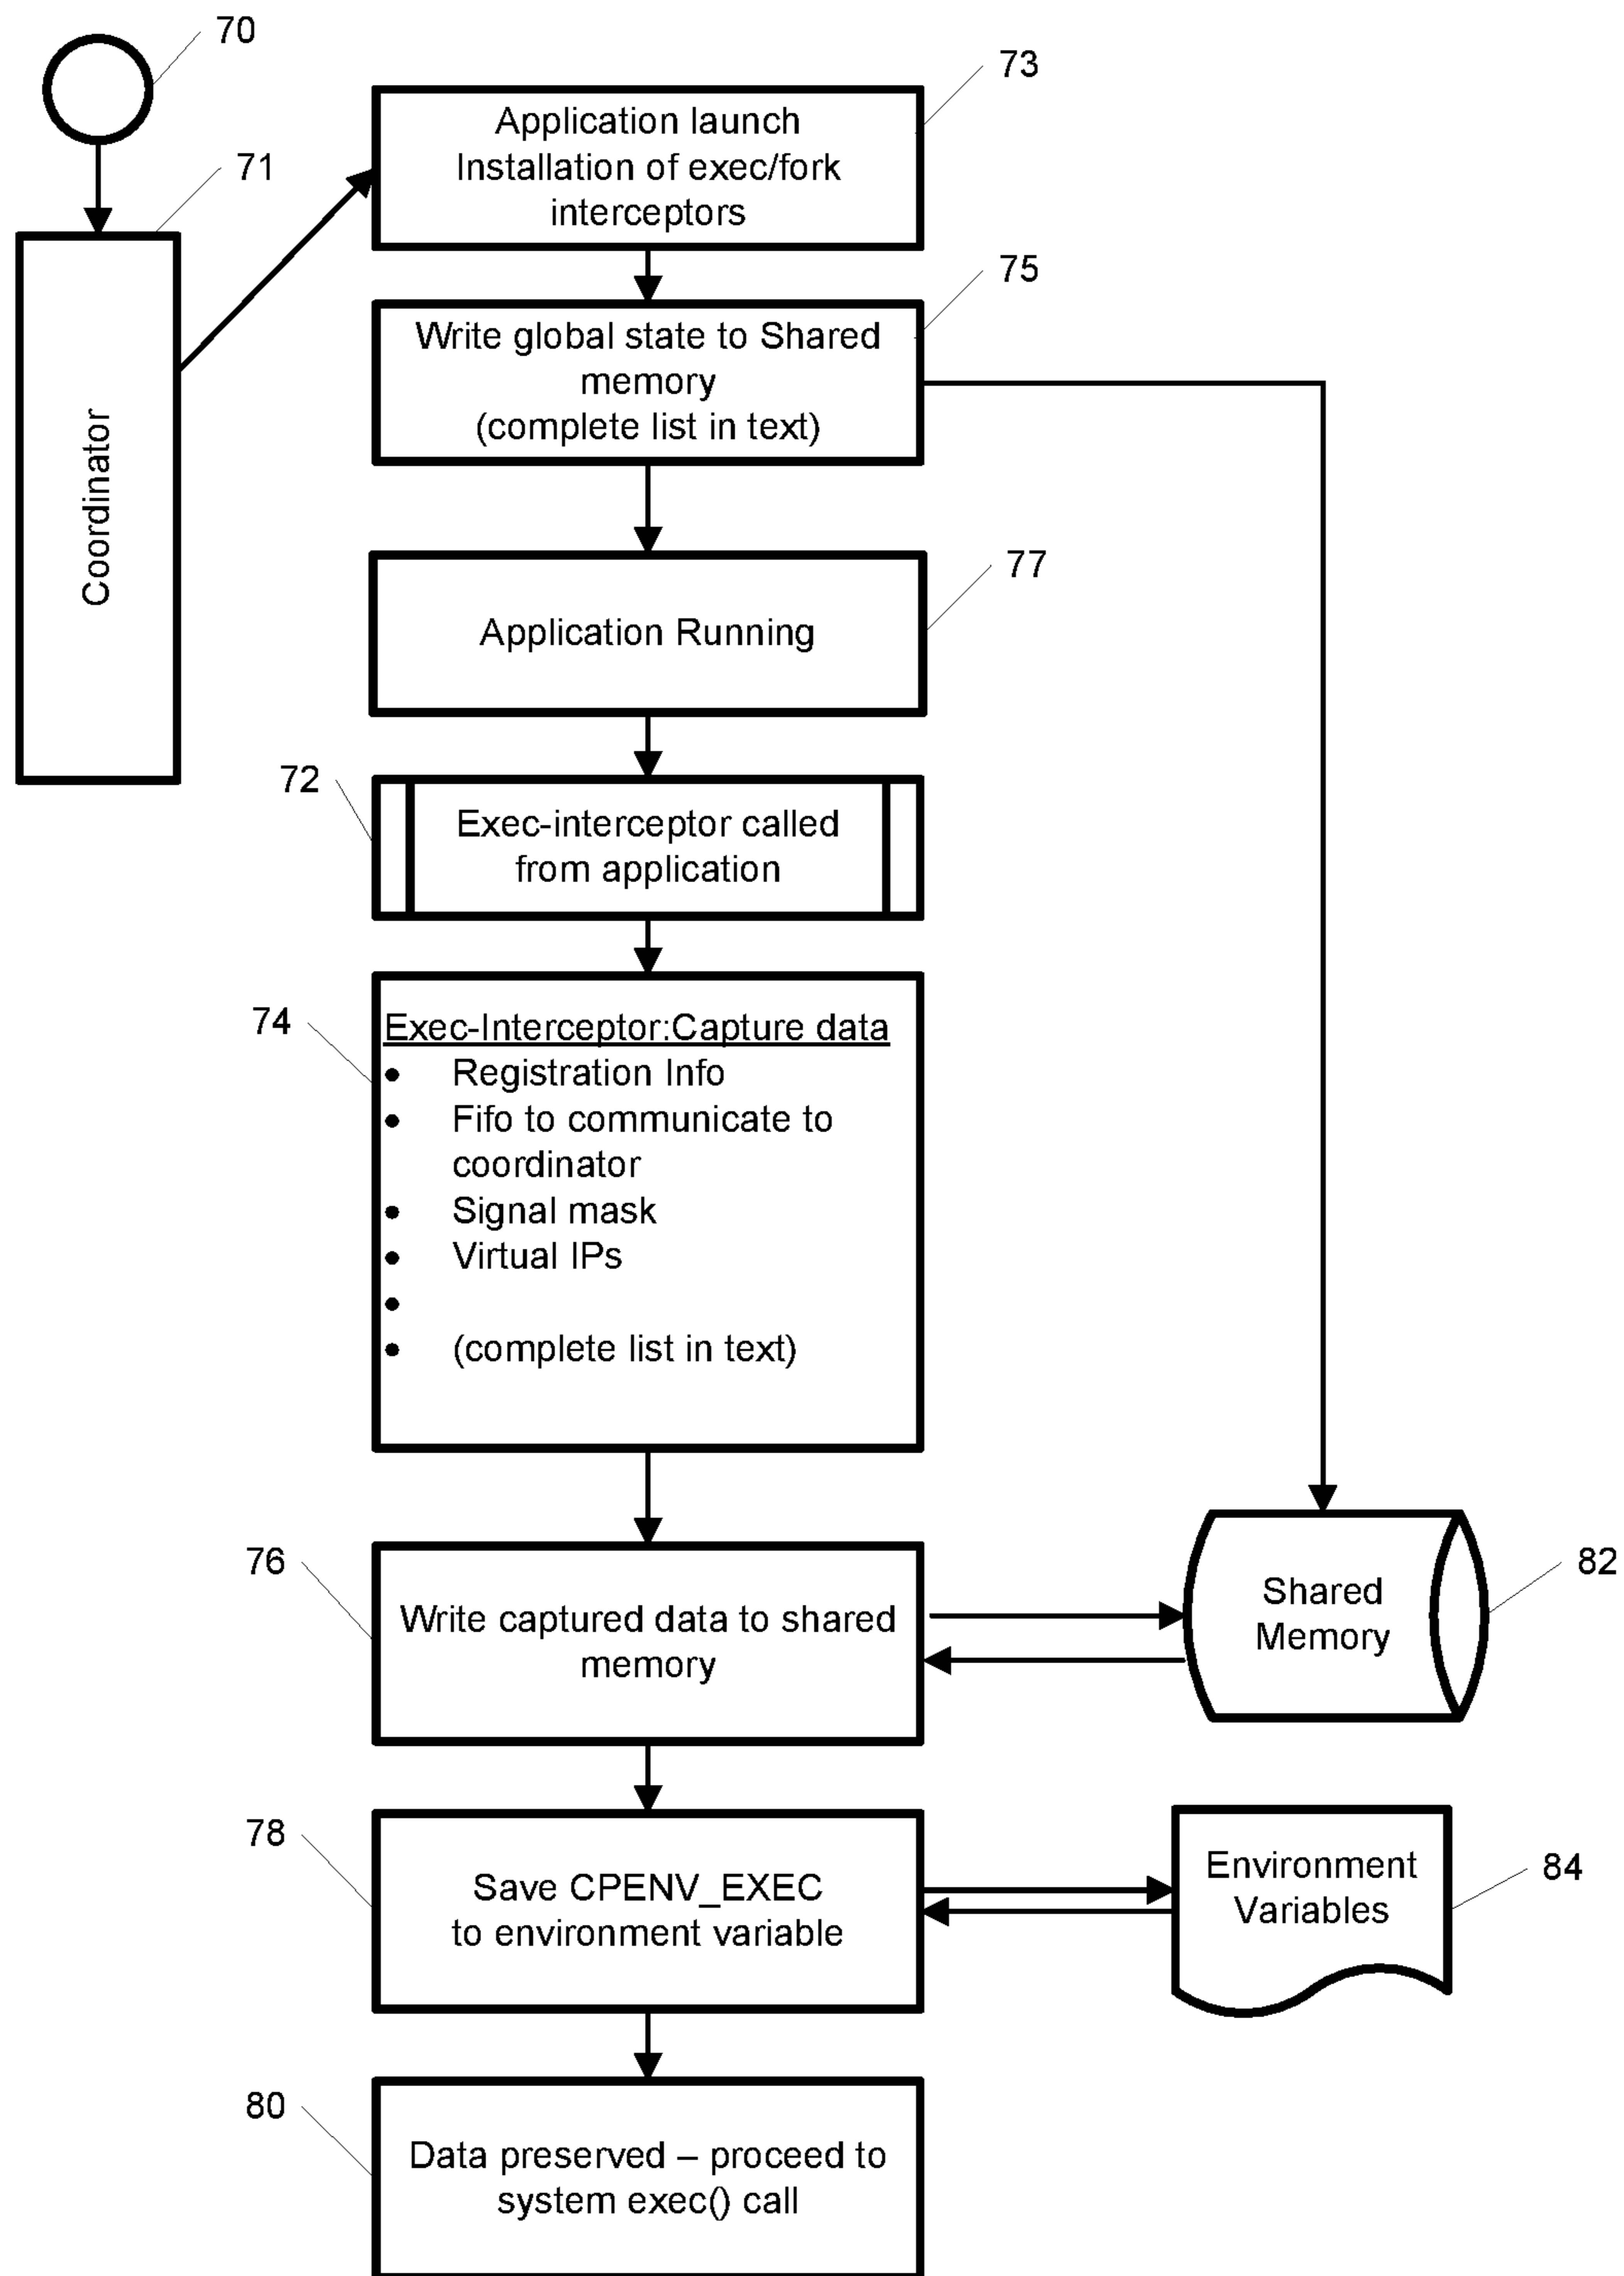 70
71
Coordinator
73
Application launch
Installation of exec/fork
interceptors
75
Write global state to Shared
memory
(complete list in text)
77
Application Running
72
Exec-interceptor called
from application
74
Exec-Interceptor:Capture data
• Registration Info
• Fifo to communicate to
coordinator
• Signal mask
• Virtual IPs
•
• (complete list in text)
76
Write captured data to shared
memory
Shared
Memory
82
78
Save CPENV_EXEC
to environment variable
Environment
Variables
84
80
Data preserved – proceed to
system exec() call